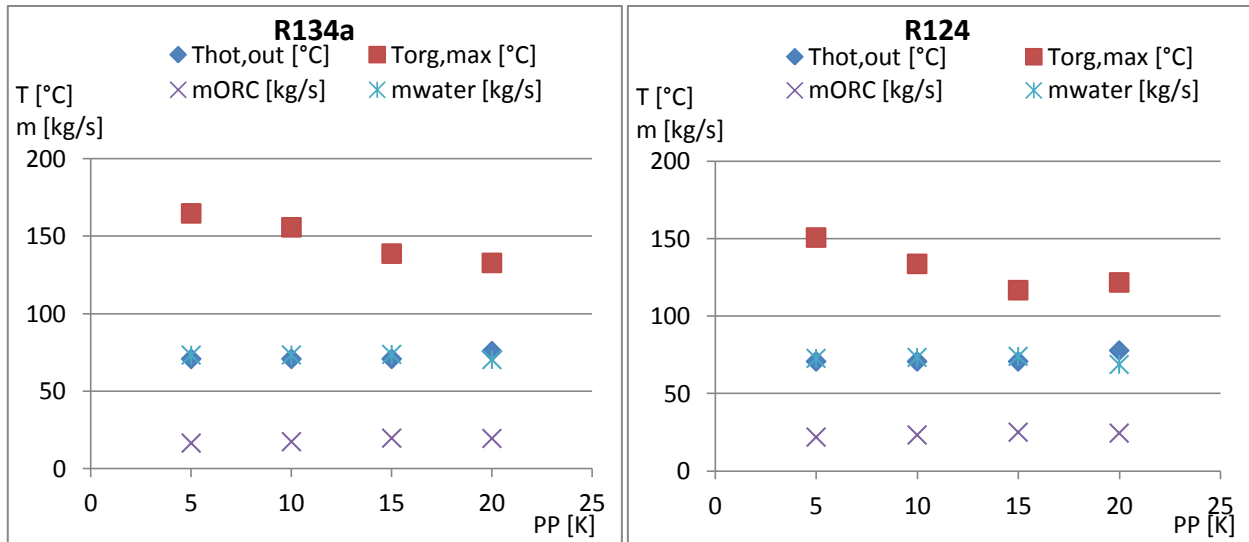 R134a
Thot,out [°C] Torg,max [°C]
mORC [kg/s] mwater [kg/s]
T [°C]
m [kg/s]
200
150
100
50
0
0 5 10 15 20 25
PP [K]
R124
Thot,out [°C] Torg,max [°C]
mORC [kg/s] mwater [kg/s]
T [°C]
m [kg/s]
200
150
100
50
0
0 5 10 15 20 25
PP [K]